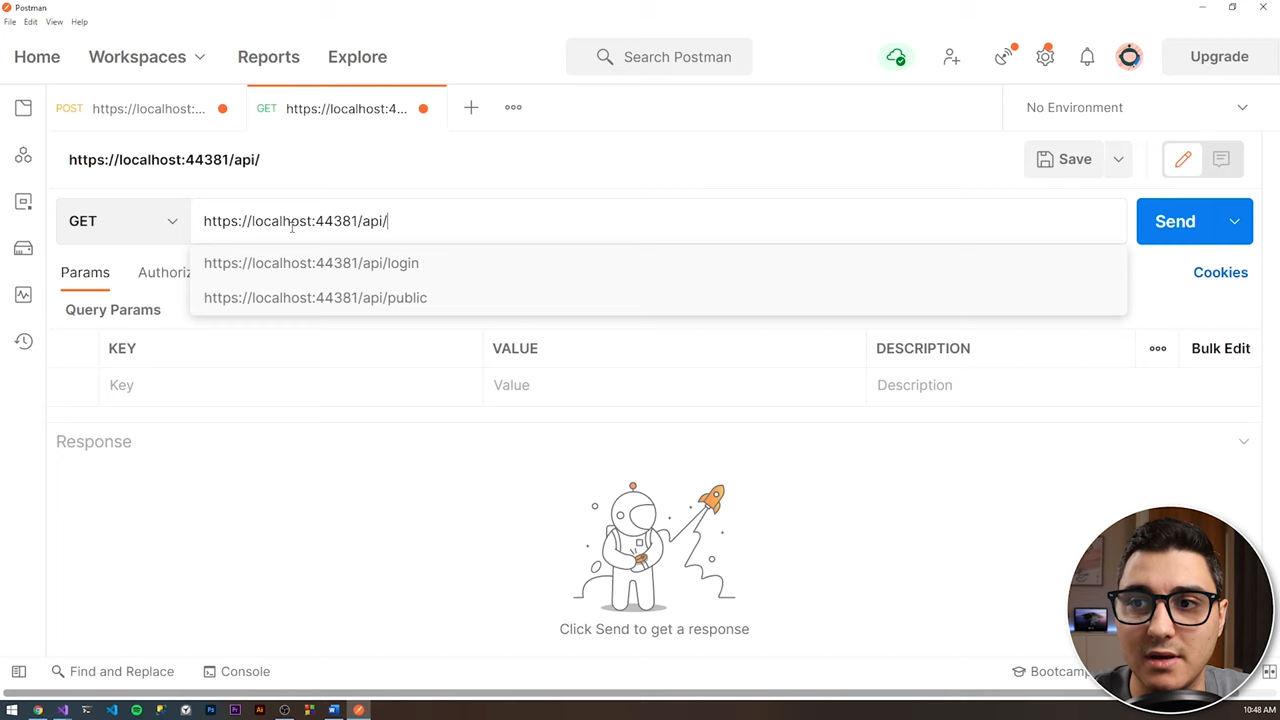 Postman
File Edit View Help
Home Workspaces Reports Explore Search Postman Upgrade
POST https://localhost:... GET https://localhost:4... No Environment
https://localhost:44381/api/ Save
GET https://localhost:44381/api/ Send
https://localhost:44381/api/login
https://localhost:44381/api/public
Params Authoriz Cookies
Query Params
KEY VALUE DESCRIPTION Bulk Edit
Key Value Description
Response
Click Send to get a response
Find and Replace Console Bootcamp
10:48 AM